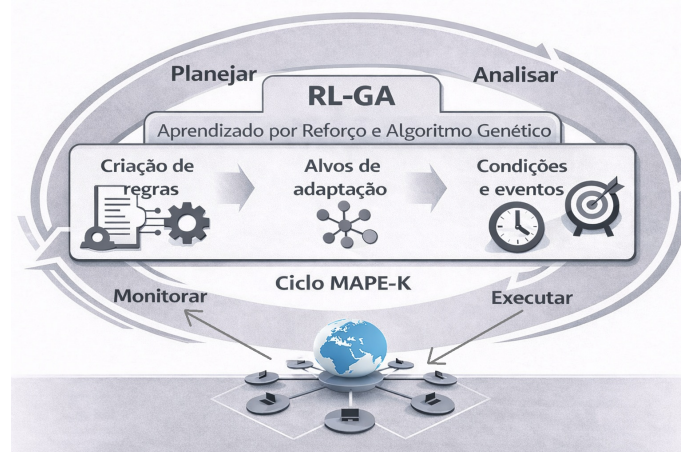 Planejar
Analisar
RL-GA
Aprendizado por Reforço e Algoritmo Genético
Criação de
regras
Alvos de
adaptação
Condições
e eventos
Ciclo MAPE-K
Monitorar
Executar